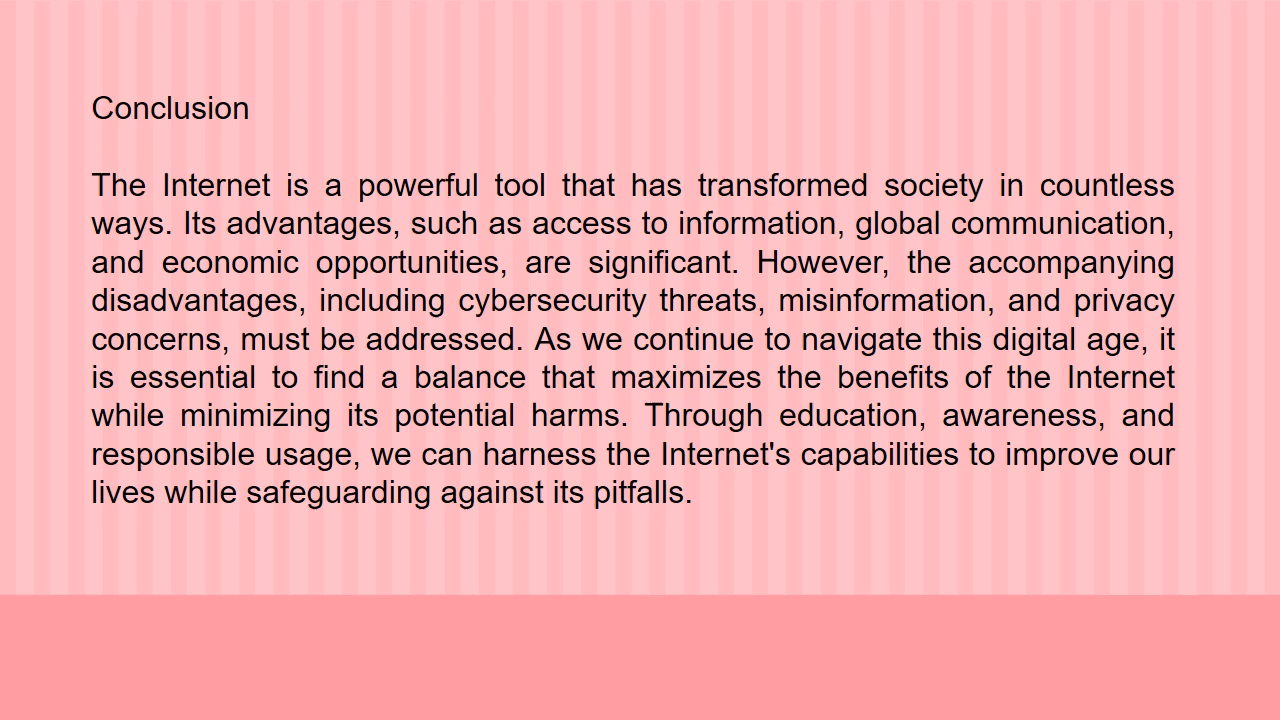 Conclusion
The Internet is a powerful tool that has transformed society in countless
ways. Its advantages, such as access to information, global communication,
and economic opportunities, are significant. However, the accompanying
disadvantages, including cybersecurity threats, misinformation, and privacy
concerns, must be addressed. As we continue to navigate this digital age, it
is essential to find a balance that maximizes the benefits of the Internet
while minimizing its potential harms. Through education, awareness, and
responsible usage, we can harness the Internet's capabilities to improve our
lives while safeguarding against its pitfalls.